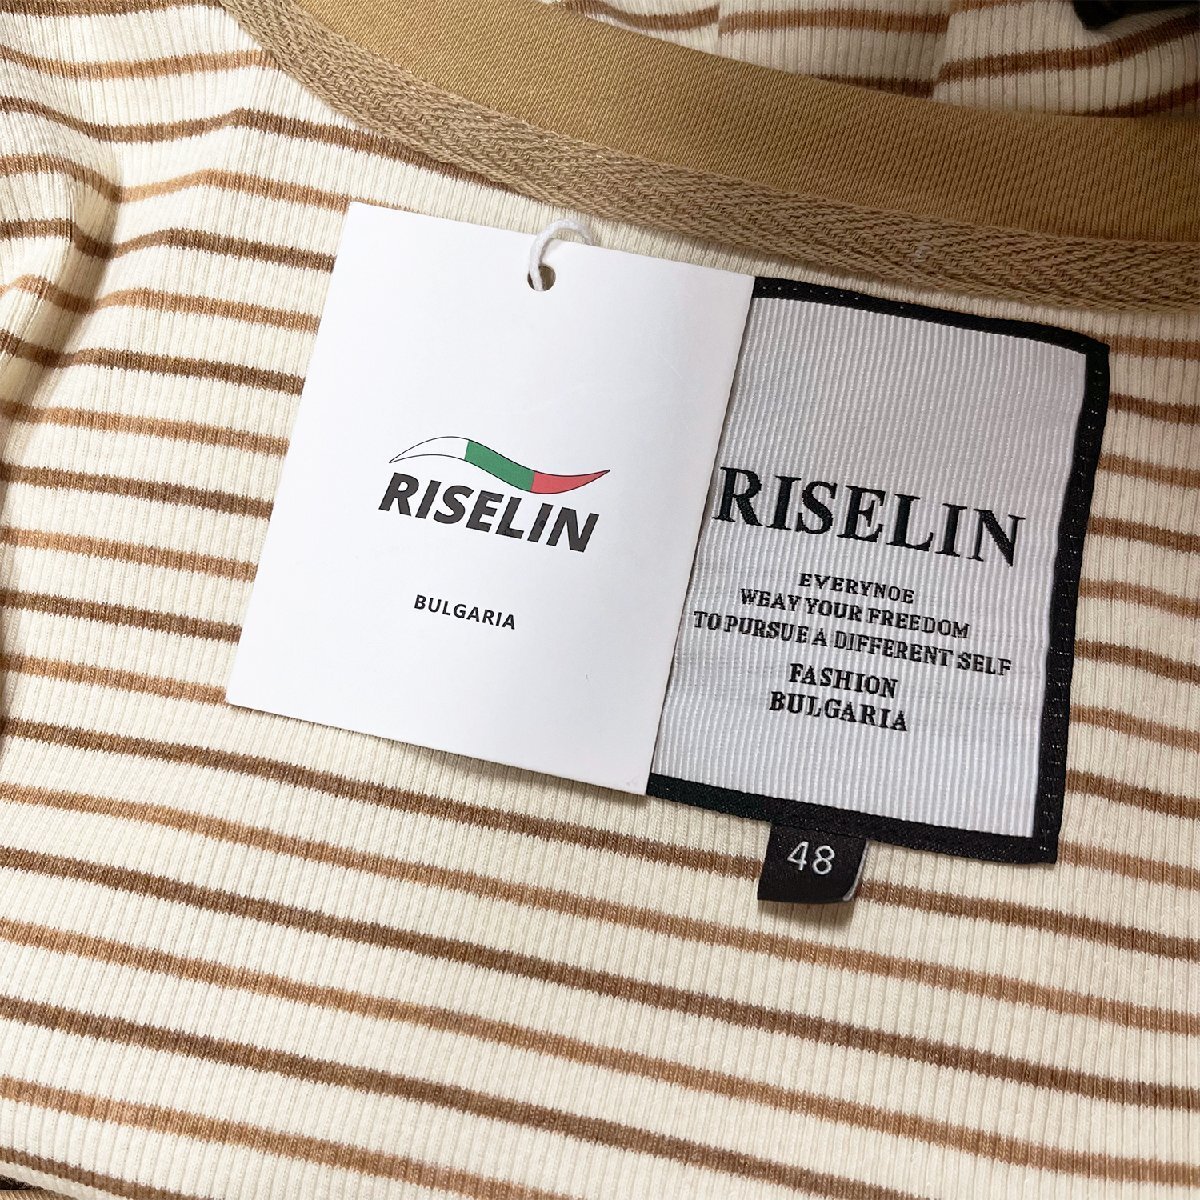 RISELIN
BULGARIA
RISELIN
EVERYNOE
WEAY YOUR FREEDOM
TO PURSUE A DIFFERENT SELF
FASHION
BULGARIA
48